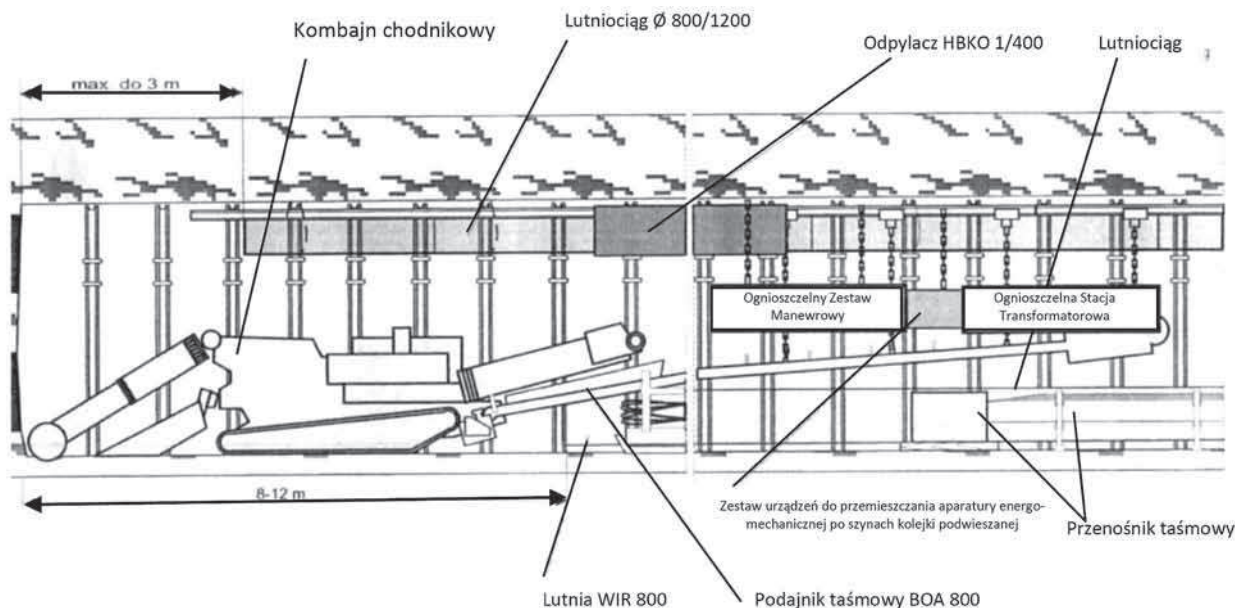 Kombajn chodnikowy
Lutniociąg Ø 800/1200
Odpylacz HBKO 1/400
Lutniociąg
max do 3 m
Ognioszczelny Zestaw
Manewrowy
Ognioszczelna Stacja
Transformatorowa
8-12 m
Zestaw urządzeń do przemieszczania aparatury energo-
mechanicznej po szynach kolejki podwieszanej
Przenośnik taśmowy
Lutnia WIR 800
Podajnik taśmowy BOA 800